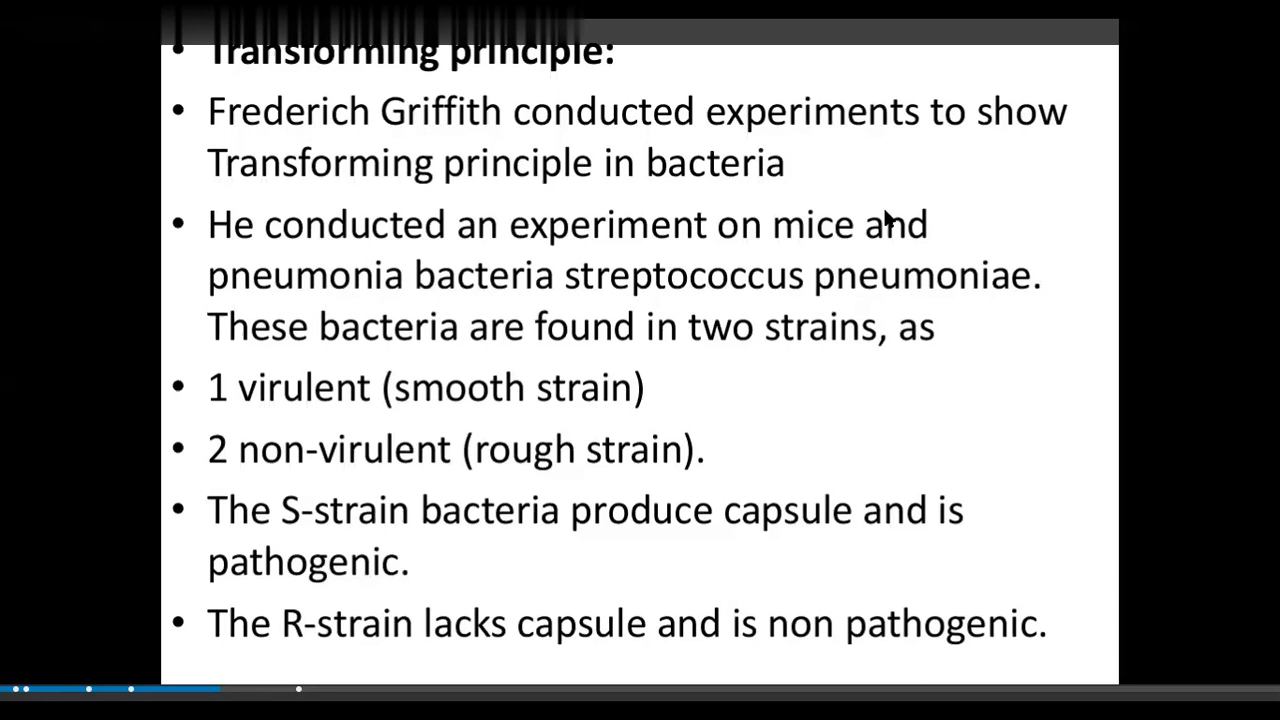 • Transforming principle:
• Frederich Griffith conducted experiments to show
Transforming principle in bacteria
• He conducted an experiment on mice and
pneumonia bacteria streptococcus pneumoniae.
These bacteria are found in two strains, as
• 1 virulent (smooth strain)
• 2 non-virulent (rough strain).
• The S-strain bacteria produce capsule and is
pathogenic.
• The R-strain lacks capsule and is non pathogenic.